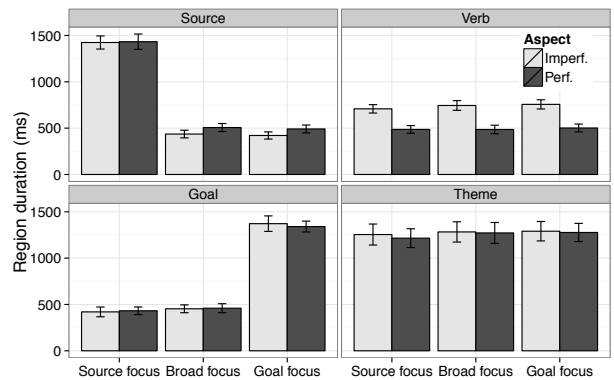 Source
Verb
Region duration (ms)
1500
1000
500
0
Aspect
Imperf.
Perf.
Goal
Theme
1500
1000
500
0
Source focus Broad focus Goal focus
Source focus Broad focus Goal focus